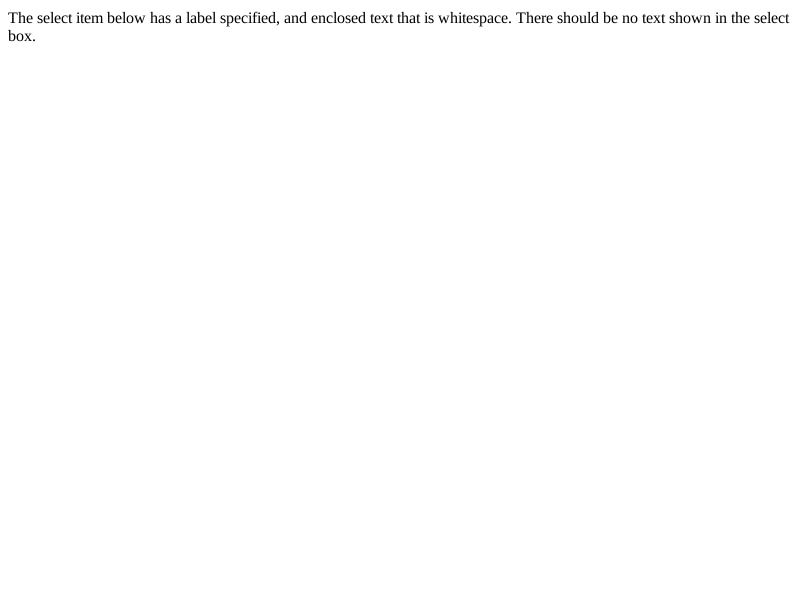 The select item below has a label specified, and enclosed text that is whitespace. There should be no text shown in the select
box.